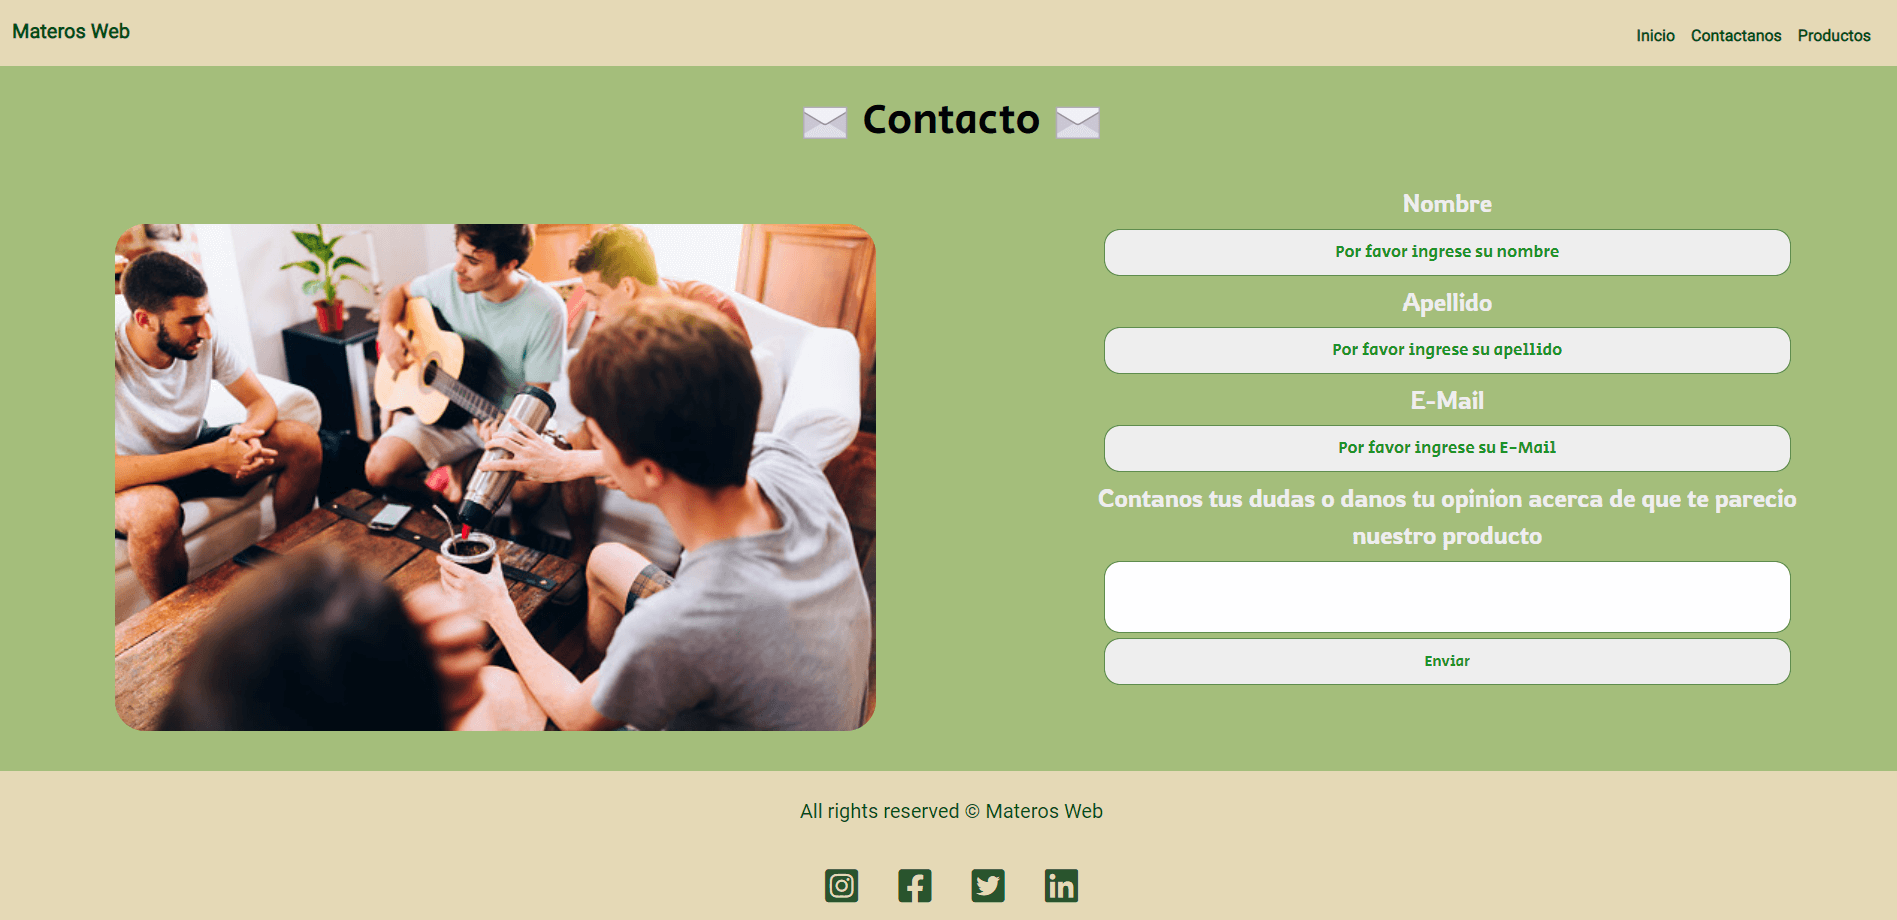 Materos Web
Inicio Contactanos Productos
Contacto
Nombre
Por favor ingrese su nombre
Apellido
Por favor ingrese su apellido
E-Mail
Por favor ingrese su E-Mail
Contanos tus dudas o danos tu opinion acerca de que te parecio
nuestro producto
Enviar
All rights reserved © Materos Web